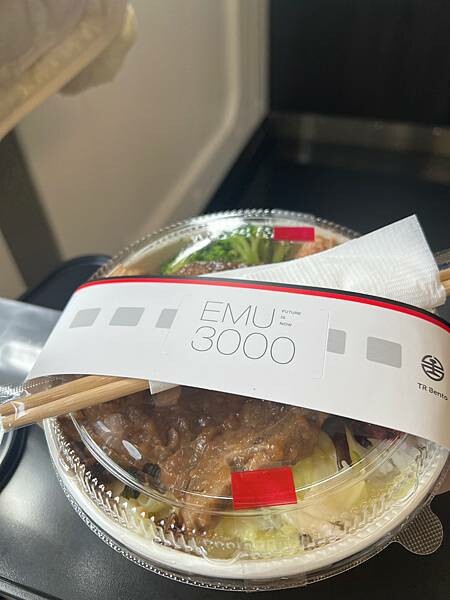 EMU
FUTURE
IS
NOW
3000
TR Bento